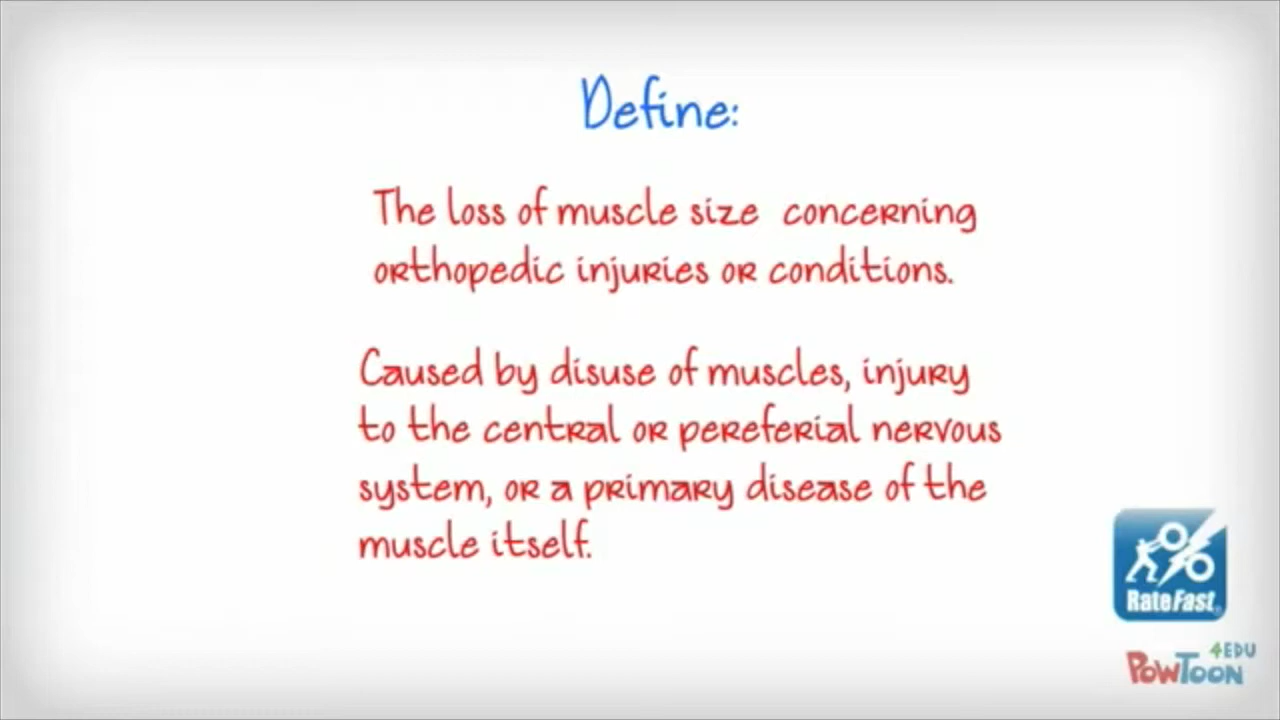 Define:
The loss of muscle size concerning
orthopedic injuries or conditions.
Caused by disuse of muscles, injury
to the central or pereferial nervous
system, or a primary disease of the
muscle itself.
RateFast
4EDU
POWTOON